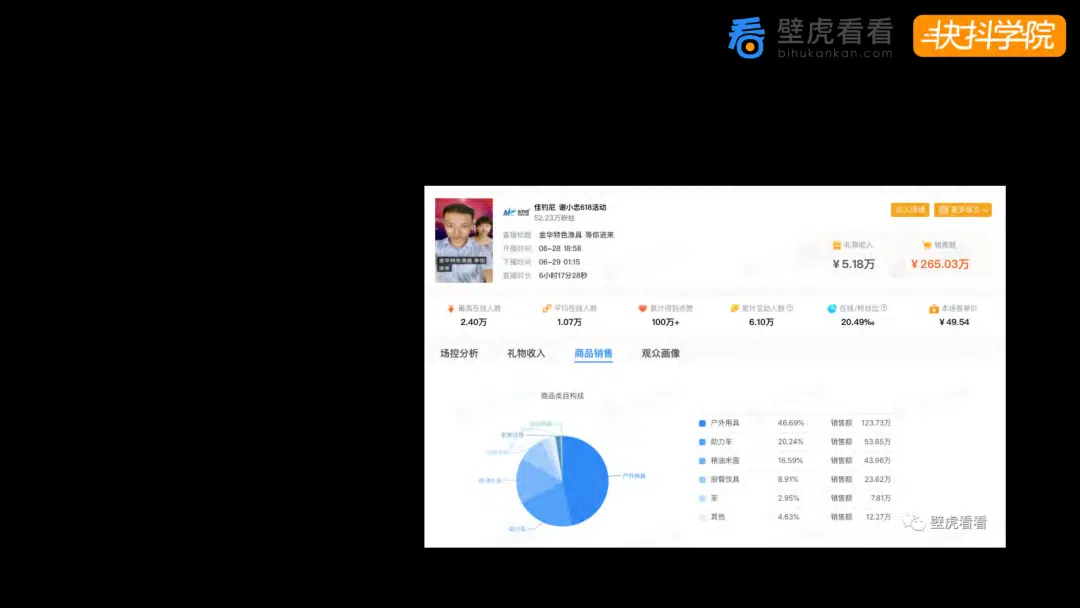 看 壁虎看看 快抖学院
bihukankan.com
佳钓尼 谢小忠618活动
52.23万粉丝
达人详情 更多场次
直播标题 金华特色渔具 等你进来
开播时间 06-28 18:58
下播时间 06-29 01:15
直播时长 6小时17分28秒
金华特色渔具 等你
进来
礼物收入 销售额
¥5.18万 ¥265.03万
最高在线人数 平均在线人数 累计得到点赞 累计互动人数 在线/粉丝比 本场客单价
2.40万 1.07万 100万+ 6.10万 20.49‰ ¥49.54
场控分析 礼物收入 商品销售 观众画像
商品类目构成
户外用具 46.69% 销售额 123.73万
助力车 20.24% 销售额 53.65万
粮油米面 16.59% 销售额 43.96万
厨餐饮具 8.91% 销售额 23.62万
茶 2.95% 销售额 7.81万
其他 4.63% 销售额 12.27万
户外用具
助力车
壁虎看看